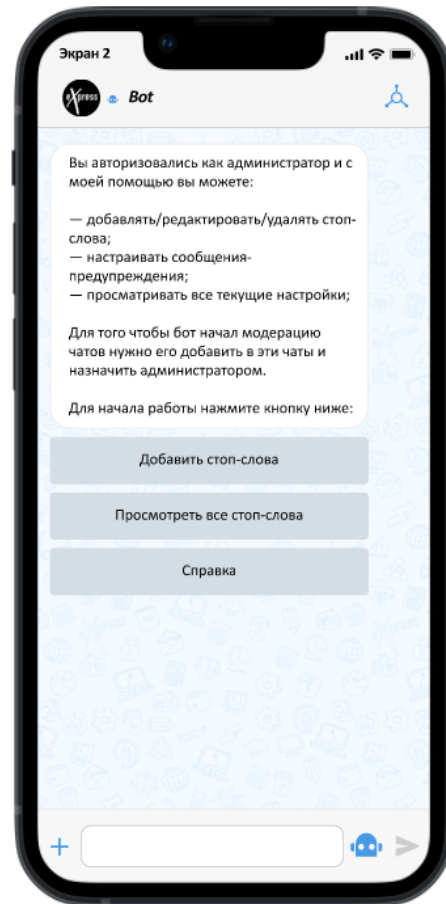 Экран 2
eXpress
Bot
Вы авторизовались как администратор и с
моей помощью вы можете:
— добавлять/редактировать/удалять стоп-
слова;
— настраивать сообщения-
предупреждения;
— просматривать все текущие настройки;
Для того чтобы бот начал модерацию
чатов нужно его добавить в эти чаты и
назначить администратором.
Для начала работы нажмите кнопку ниже:
Добавить стоп-слова
Просмотреть все стоп-слова
Справка